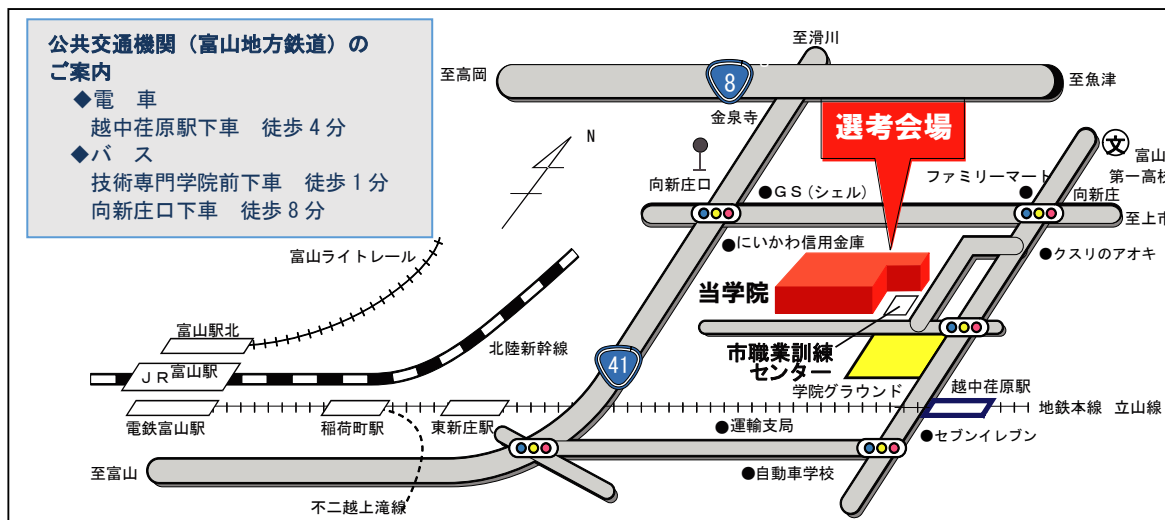 公共交通機関（富山地方鉄道）の
ご案内
◆電　車
越中荏原駅下車　徒歩４分
◆バ　ス
技術専門学院前下車　徒歩１分
向新庄口下車　徒歩８分
至滑川
至高岡
8
至魚津
金泉寺
選考会場
N
文
富山
第一高校
向新庄口
ファミリーマート
向新庄
●ＧＳ（シェル）
至上市
●にいかわ信用金庫
●クスリのアオキ
富山ライトレール
当学院
富山駅北
北陸新幹線
市職業訓練
センター
ＪＲ富山駅
41
学院グラウンド
越中荏原駅
地鉄本線　立山線
電鉄富山駅
稲荷町駅
東新庄駅
●運輸支局
●セブンイレブン
至富山
●自動車学校
不二越上滝線